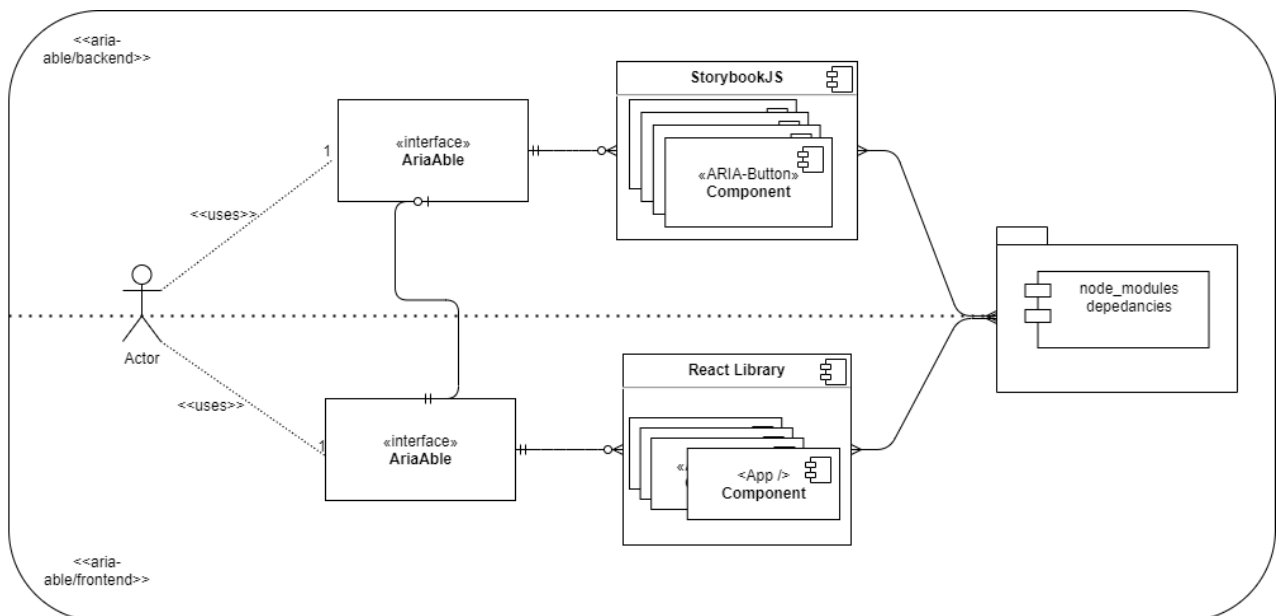 <<aria-
able/backend>>
StorybookJS
«interface»
AriaAble
1
<<uses>>
«ARIA-Button»
Component
node_modules
depedancies
Actor
React Library
<<uses>>
1
«interface»
AriaAble
<App />
Component
<<aria-
able/frontend>>